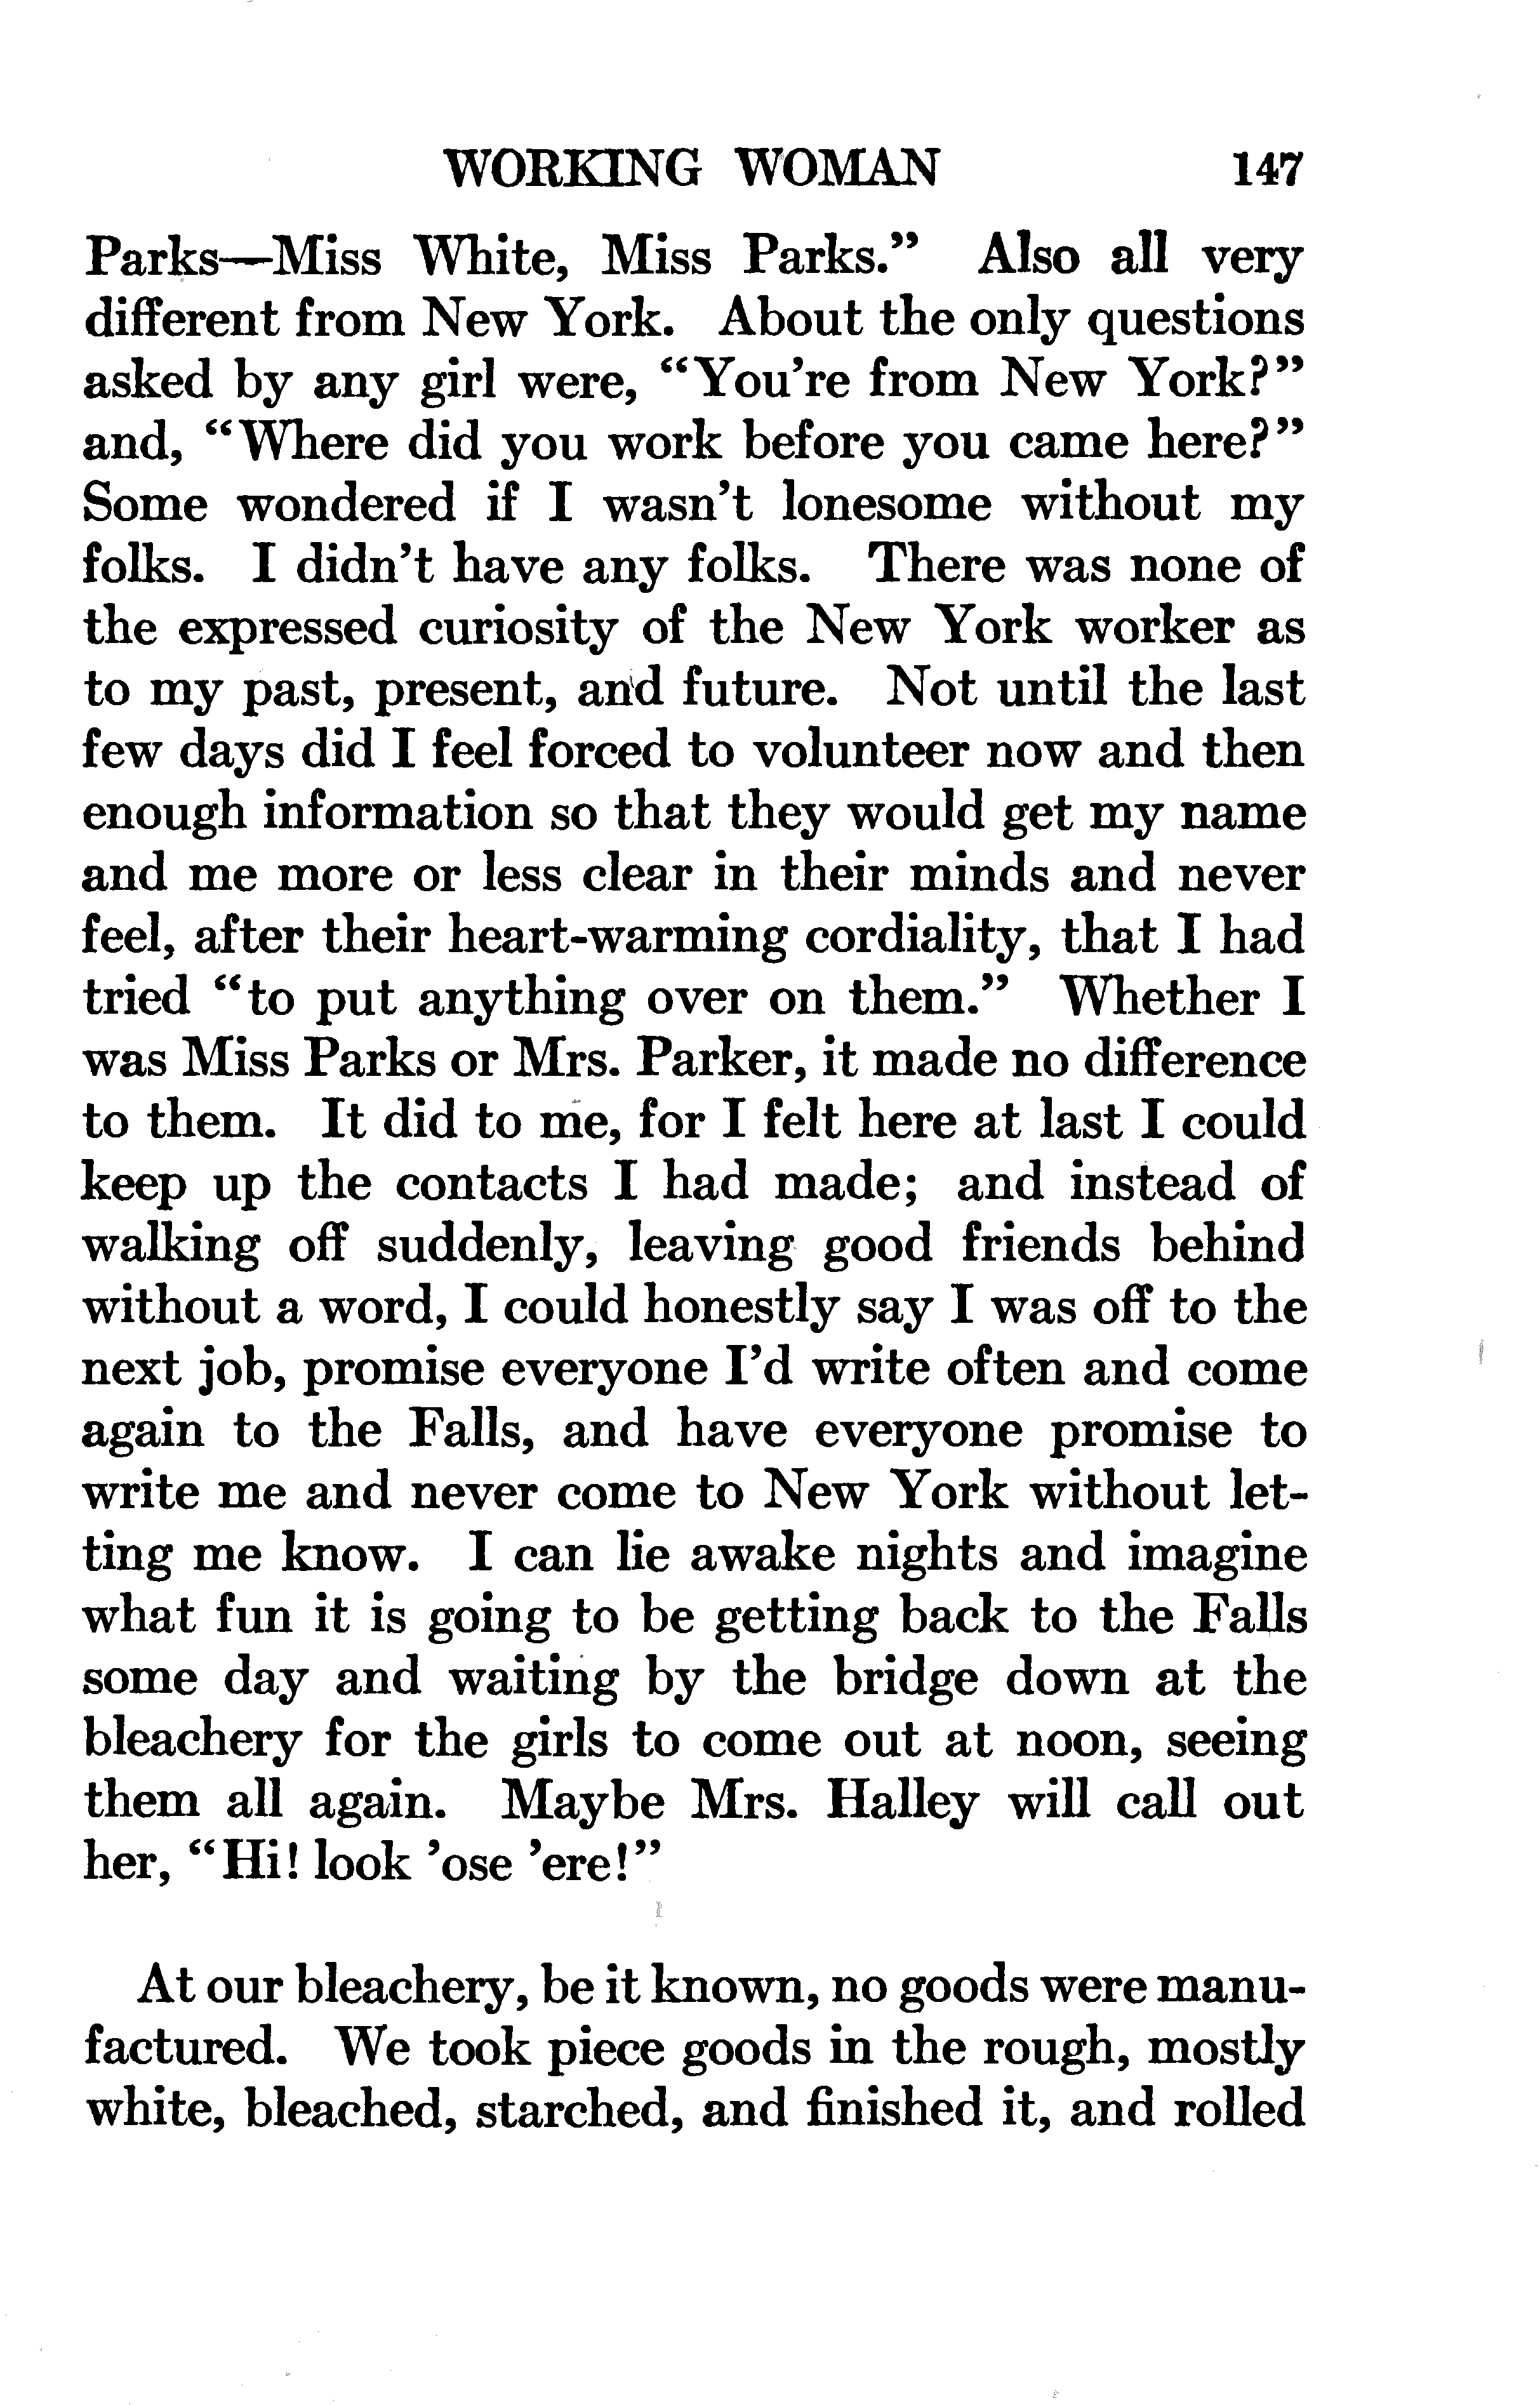 WORKING WOMAN 147
Parks—Miss White, Miss Parks." Also all very
different from New York. About the only questions
asked by any girl were, "You're from New York?"
and, "Where did you work before you came here?"
Some wondered if I wasn't lonesome without my
folks. I didn't have any folks. There was none of
the expressed curiosity of the New York worker as
to my past, present, and future. Not until the last
few days did I feel forced to volunteer now and then
enough information so that they would get my name
and me more or less clear in their minds and never
feel, after their heart-warming cordiality, that I had
tried "to put anything over on them." Whether I
was Miss Parks or Mrs. Parker, it made no difference
to them. It did to me, for I felt here at last I could
keep up the contacts I had made; and instead of
walking off suddenly, leaving good friends behind
without a word, I could honestly say I was off to the
next job, promise everyone I'd write often and come
again to the Falls, and have everyone promise to
write me and never come to New York without let-
ting me know. I can lie awake nights and imagine
what fun it is going to be getting back to the Falls
some day and waiting by the bridge down at the
bleachery for the girls to come out at noon, seeing
them all again. Maybe Mrs. Halley will call out
her, "Hi! look 'ose 'ere!"
At our bleachery, be it known, no goods were manu-
factured. We took piece goods in the rough, mostly
white, bleached, starched, and finished it, and rolled